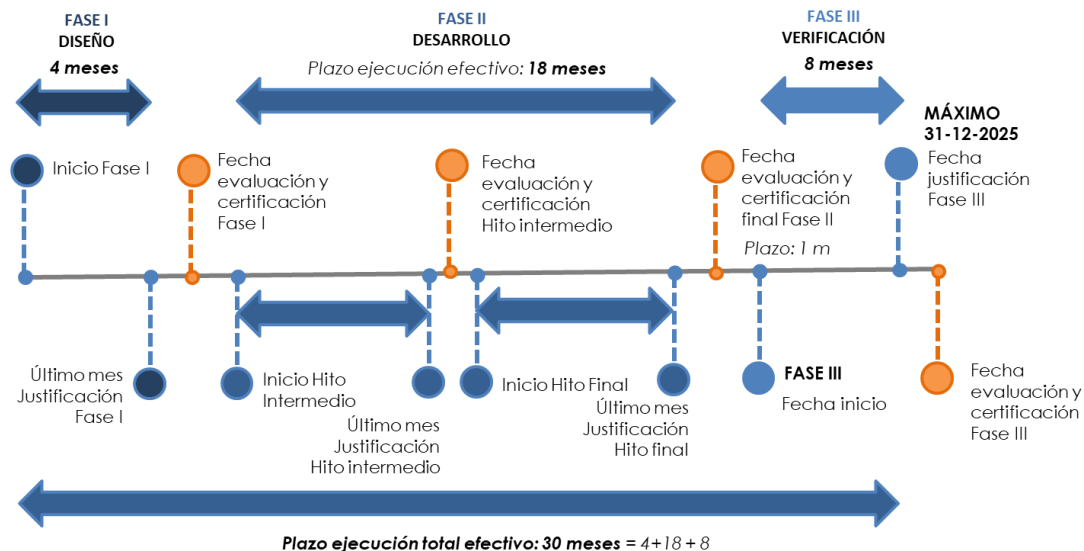 FASE I
DISEÑO
4 meses
FASE II
DESARROLLO
Plazo ejecución efectivo: 18 meses
FASE III
VERIFICACIÓN
8 meses
MÁXIMO
31-12-2025
Inicio Fase I
Fecha
evaluación y
certificación
Fase I
Fecha
evaluación y
certificación
Hito intermedio
Fecha
evaluación y
certificación
final Fase II
Plazo: 1 m
Fecha
justificación
Fase III
Último mes
Justificación
Fase I
Inicio Hito
Intermedio
Último mes
Justificación
Hito intermedio
Inicio Hito Final
Último mes
Justificación
Hito final
FASE III
Fecha inicio
Fecha
evaluación y
certificación
Fase III
Plazo ejecución total efectivo: 30 meses = 4+18 + 8